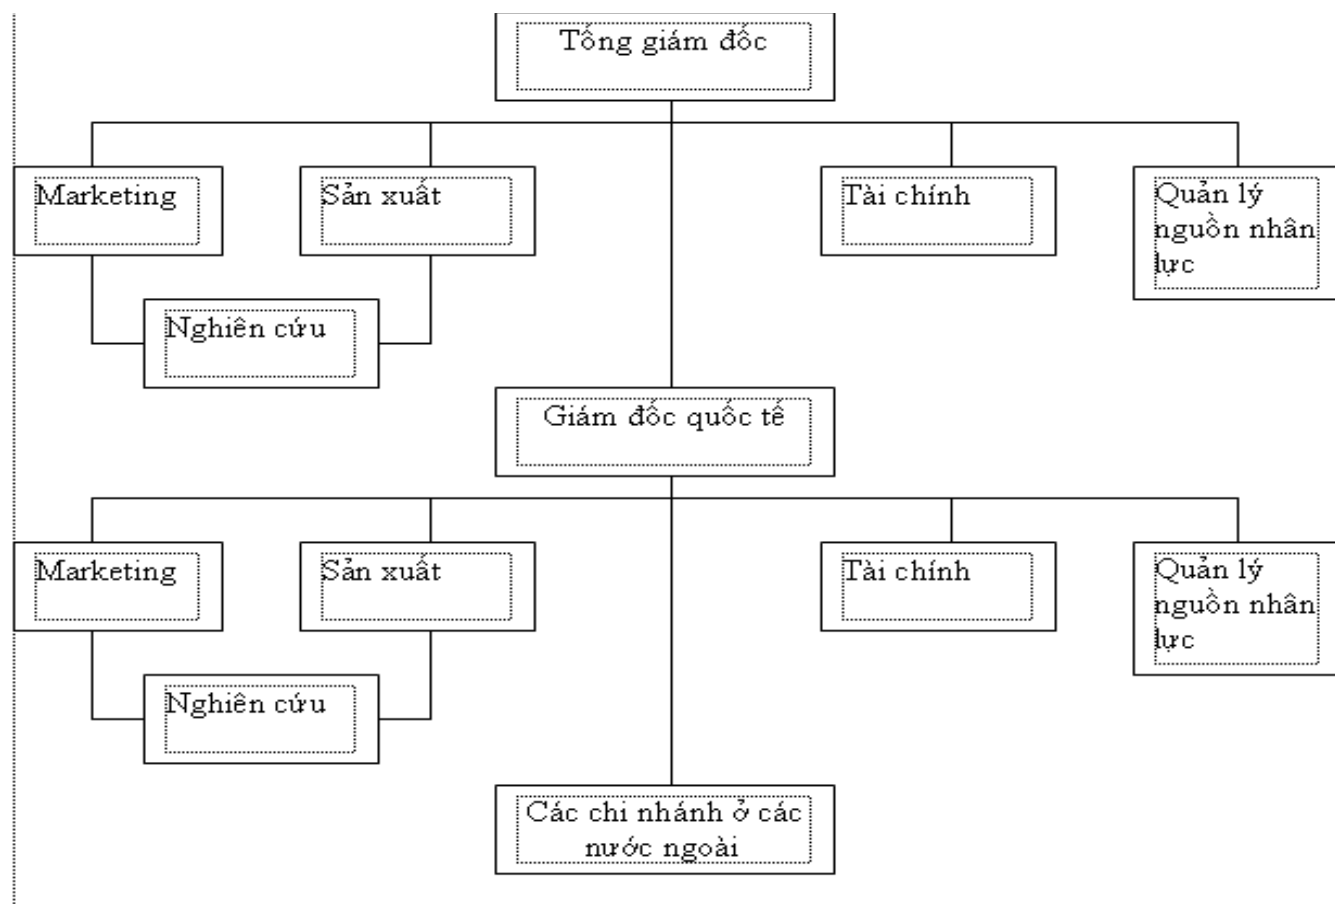 Tổng giám đốc
Marketing
Sản xuất
Tài chính
Quản lý
nguồn nhân
lực
Nghiên cứu
Giám đốc quốc tế
Marketing
Sản xuất
Tài chính
Quản lý
nguồn nhân
lực
Nghiên cứu
Các chi nhánh ở các
nước ngoài